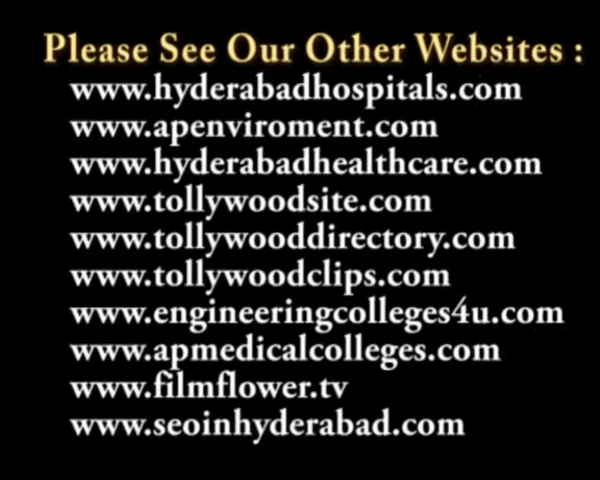 Please See Our Other Websites :
www.hyderabadhospitals.com
www.apenviroment.com
www.hyderabadhealthcare.com
www.tollywoodsite.com
www.tollywooddirectory.com
www.tollywoodclips.com
www.engineeringcolleges4u.com
www.apmedicalcolleges.com
www.filmflower.tv
www.seoinhyderabad.com